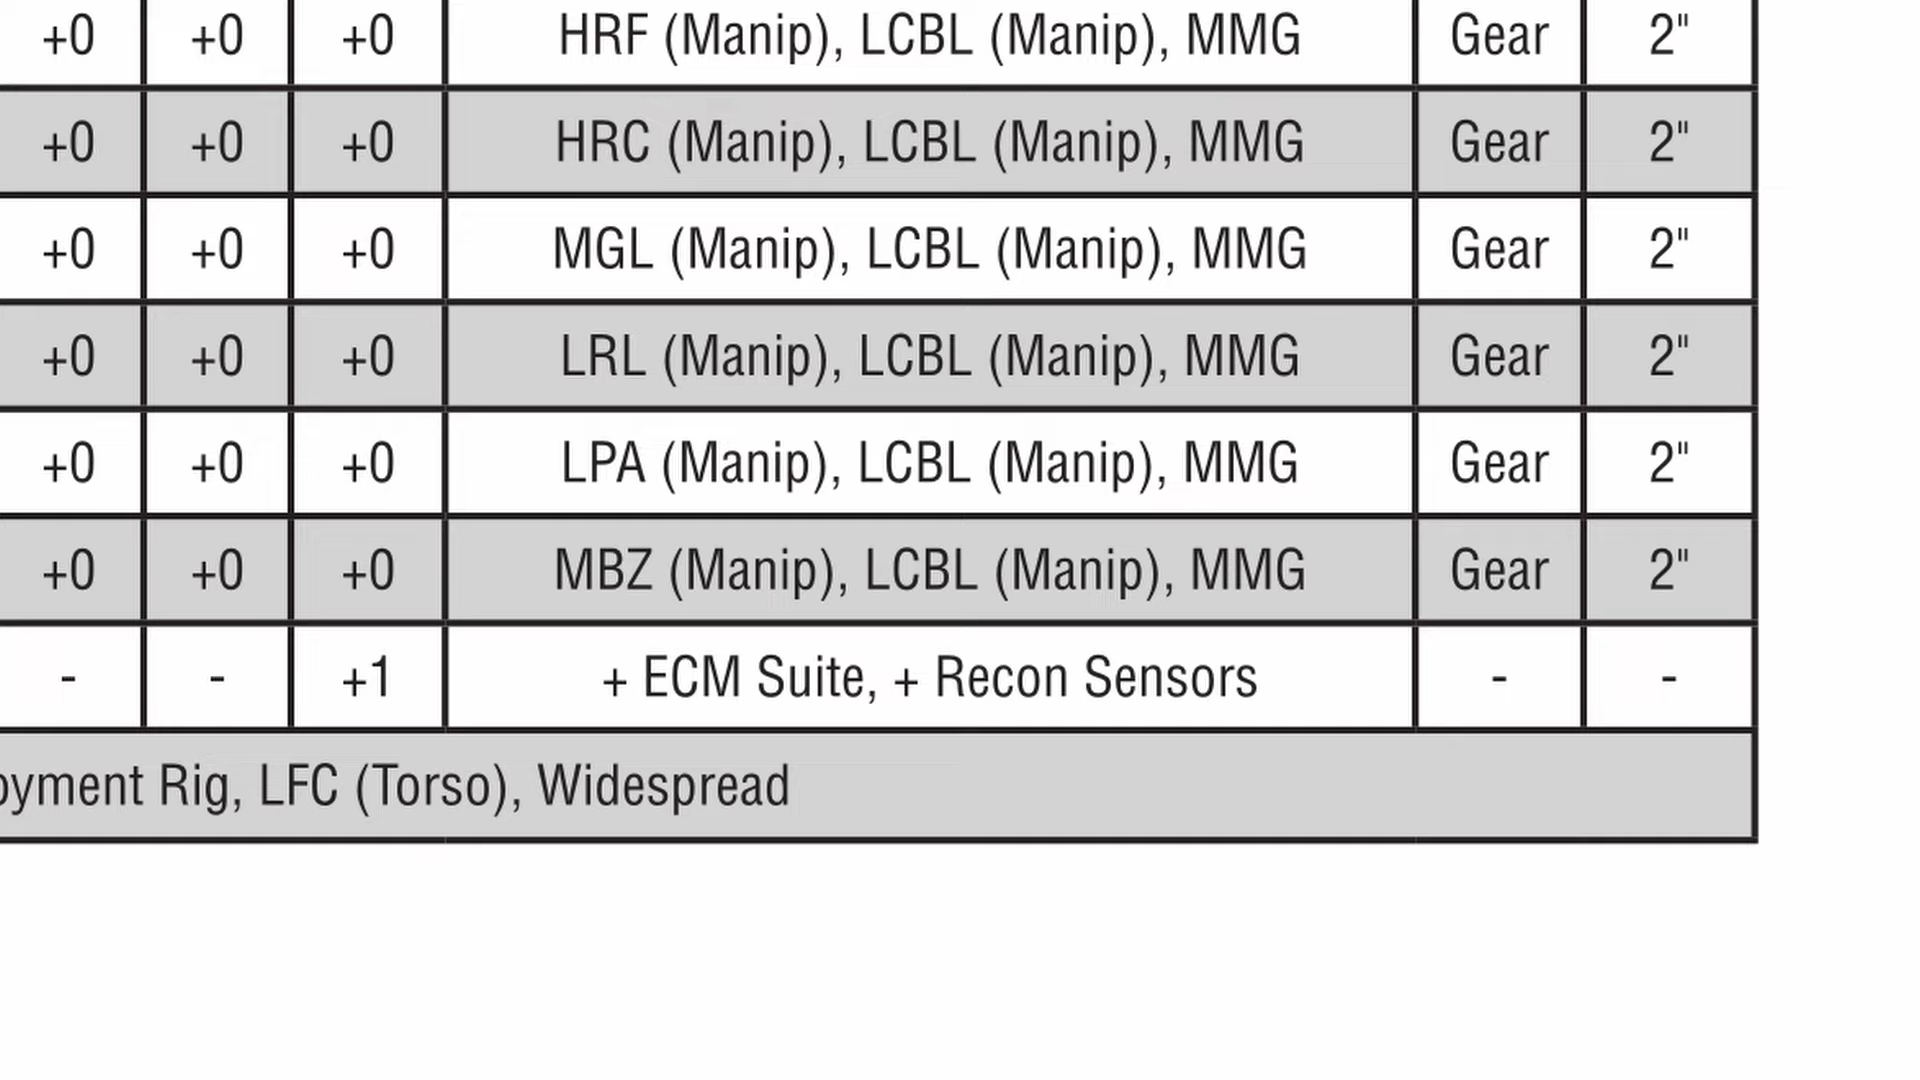 +0 +0 +0 HRF (Manip), LCBL (Manip), MMG Gear 2"
+0 +0 +0 HRC (Manip), LCBL (Manip), MMG Gear 2"
+0 +0 +0 MGL (Manip), LCBL (Manip), MMG Gear 2"
+0 +0 +0 LRL (Manip), LCBL (Manip), MMG Gear 2"
+0 +0 +0 LPA (Manip), LCBL (Manip), MMG Gear 2"
+0 +0 +0 MBZ (Manip), LCBL (Manip), MMG Gear 2"
- - +1 + ECM Suite, + Recon Sensors - -
oyment Rig, LFC (Torso), Widespread